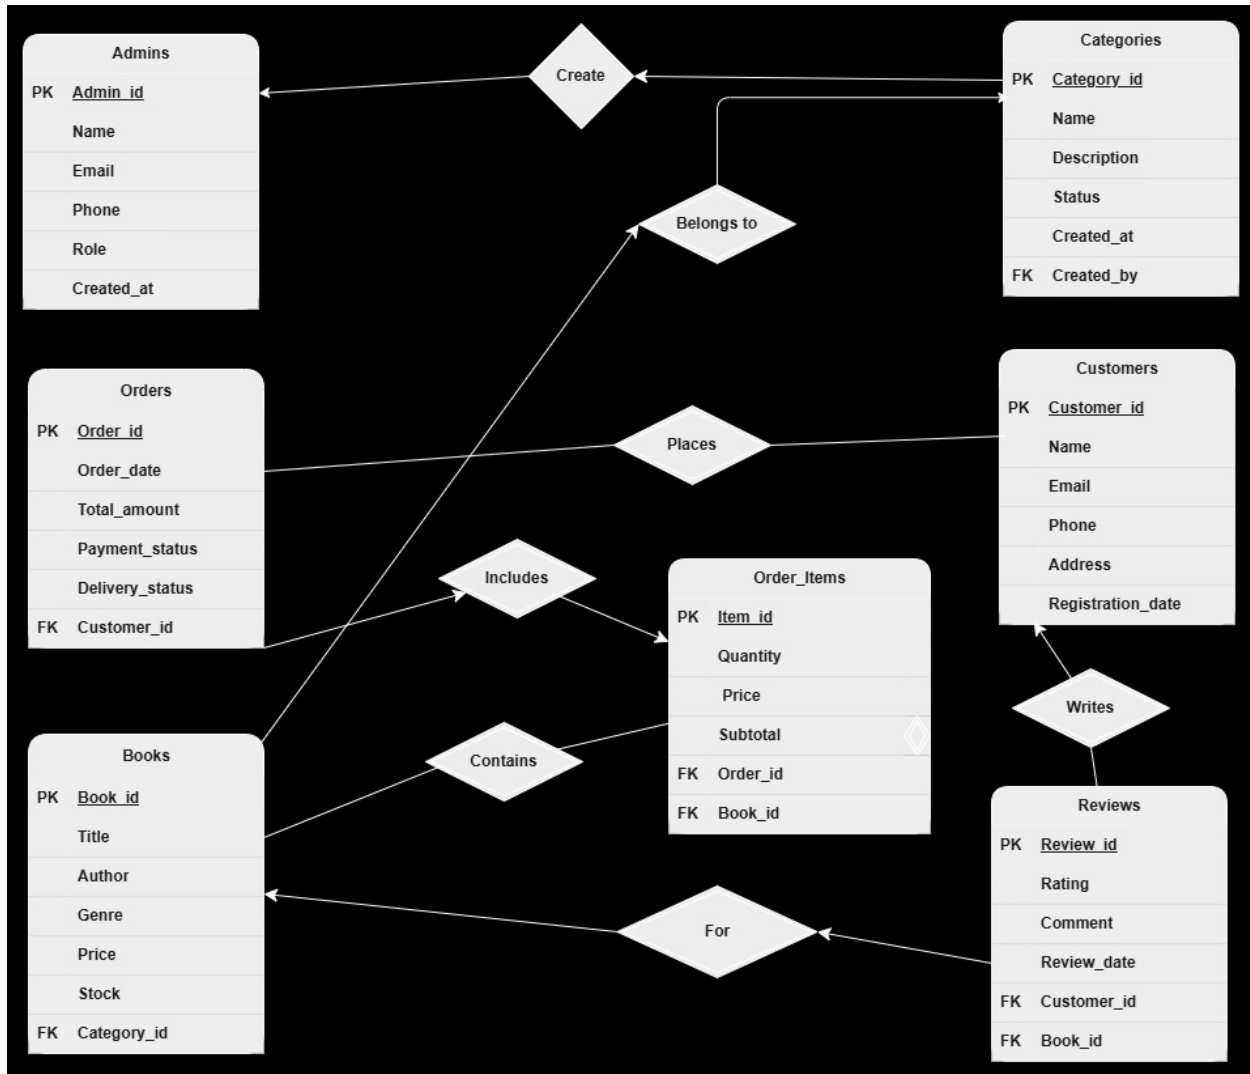 Admins
PK Admin_id
Name
Email
Phone
Role
Created_at
Create
Categories
PK Category_id
Name
Description
Status
Created_at
FK Created_by
Belongs to
Orders
PK Order_id
Order_date
Total_amount
Payment_status
Delivery_status
FK Customer_id
Places
Customers
PK Customer_id
Name
Email
Phone
Address
Registration_date
Includes
Order_Items
PK Item_id
Quantity
Price
Subtotal
FK Order_id
FK Book_id
Writes
Books
PK Book_id
Title
Author
Genre
Price
Stock
FK Category_id
Contains
For
Reviews
PK Review_id
Rating
Comment
Review_date
FK Customer_id
FK Book_id